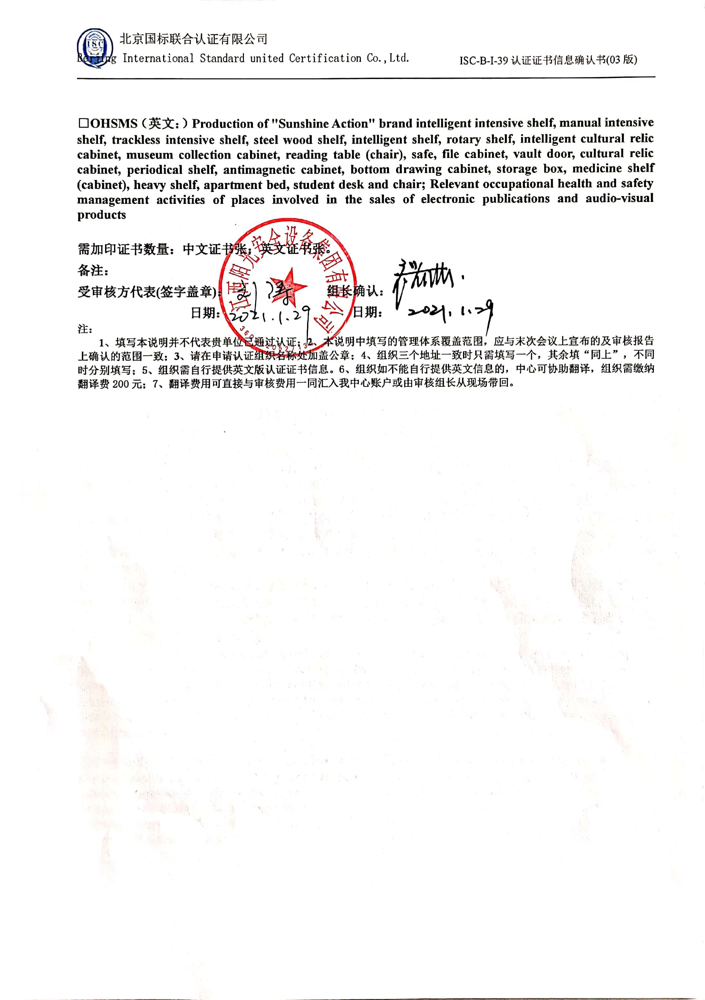 ISC
北京国标联合认证有限公司
Beijing International Standard united Certification Co.,Ltd.
ISC-B-I-39 认证证书信息确认书(03 版)
□OHSMS（英文：）Production of "Sunshine Action" brand intelligent intensive shelf, manual intensive
shelf, trackless intensive shelf, steel wood shelf, intelligent shelf, rotary shelf, intelligent cultural relic
cabinet, museum collection cabinet, reading table (chair), safe, file cabinet, vault door, cultural relic
cabinet, periodical shelf, antimagnetic cabinet, bottom drawing cabinet, storage box, medicine shelf
(cabinet), heavy shelf, apartment bed, student desk and chair; Relevant occupational health and safety
management activities of places involved in the sales of electronic publications and audio-visual
products
江西阳光安全设备集团有限公司
需加印证书数量：中文证书张；英文证书张。
备注：
受审核方代表(签字盖章)： 组长确认：
日期：2021.1.29 日期：2021.1.29
注：
1、填写本说明并不代表贵单位已通过认证；2、本说明中填写的管理体系覆盖范围，应与末次会议上宣布的及审核报告
上确认的范围一致；3、请在申请认证组织名称处加盖公章；4、组织三个地址一致时只需填写一个，其余填“同上”，不同
时分别填写；5、组织需自行提供英文版认证证书信息。6、组织如不能自行提供英文信息的，中心可协助翻译，组织需缴纳
翻译费 200 元；7、翻译费用可直接与审核费用一同汇入我中心账户或由审核组长从现场带回。